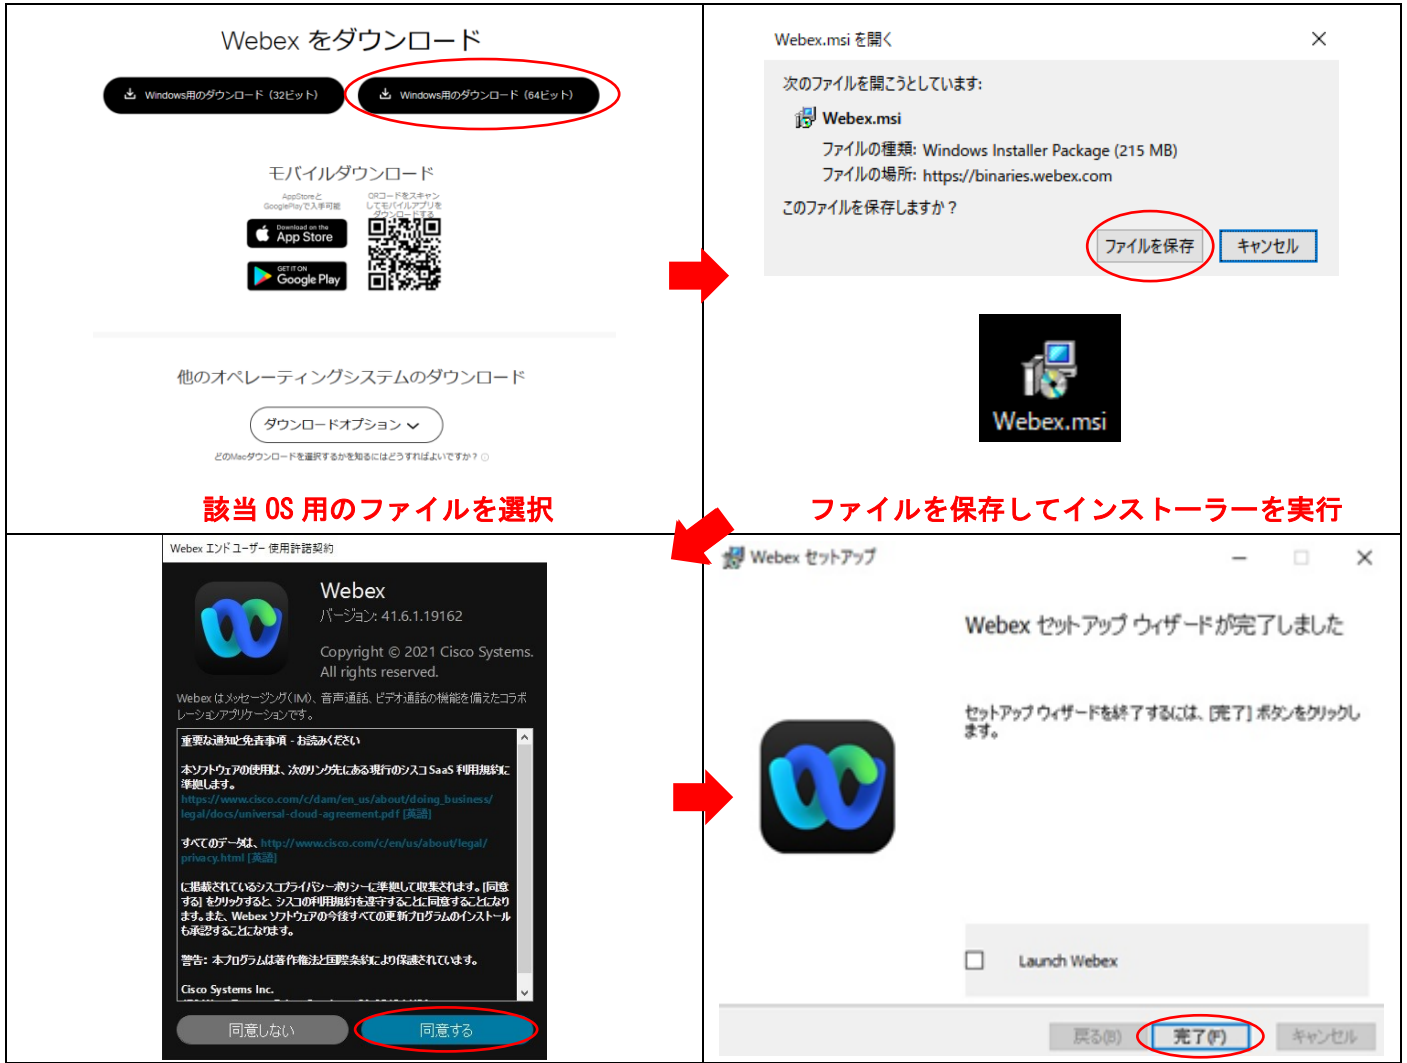 Webex をダウンロード
Windows用のダウンロード（32ビット）
Windows用のダウンロード（64ビット）
モバイルダウンロード
AppStoreと
GooglePlayで入手可能
QRコードをスキャン
してモバイルアプリを
ダウンロードする
Download on the
App Store
GET IT ON
Google Play
他のオペレーティングシステムのダウンロード
ダウンロードオプション
どのMacダウンロードを選択するかを知るにはどうすればよいですか？
該当 OS 用のファイルを選択
Webex.msi を開く
次のファイルを開こうとしています:
Webex.msi
ファイルの種類: Windows Installer Package (215 MB)
ファイルの場所: https://binaries.webex.com
このファイルを保存しますか？
ファイルを保存
キャンセル
Webex.msi
ファイルを保存してインストーラーを実行
Webex エンド ユーザー 使用許諾契約
Webex
バージョン: 41.6.1.19162
Copyright © 2021 Cisco Systems.
All rights reserved.
Webex はメッセージング(IM)、音声通話、ビデオ通話の機能を備えたコラボ
レーションアプリケーションです。
重要な通知と免責事項 - お読みください
本ソフトウェアの使用は、次のリンク先にある現行のシスコ SaaS 利用規約に
準拠します。
https://www.cisco.com/c/dam/en_us/about/doing_business/
legal/docs/universal-cloud-agreement.pdf [英語]
すべてのデータは、http://www.cisco.com/c/en/us/about/legal/
privacy.html [英語]
に掲載されているシスコプライバシーポリシーに準拠して収集されます。[同意
する] をクリックすると、シスコの利用規約を遵守することに同意することになり
ます。また、Webex ソフトウェアの今後すべての更新プログラムのインストール
も承認することになります。
警告: 本プログラムは著作権法と国際条約により保護されています。
Cisco Systems Inc.
同意しない
同意する
Webex セットアップ
Webex セットアップ ウィザードが完了しました
セットアップ ウィザードを終了するには、[完了] ボタンをクリックし
ます。
Launch Webex
戻る(B)
完了(F)
キャンセル